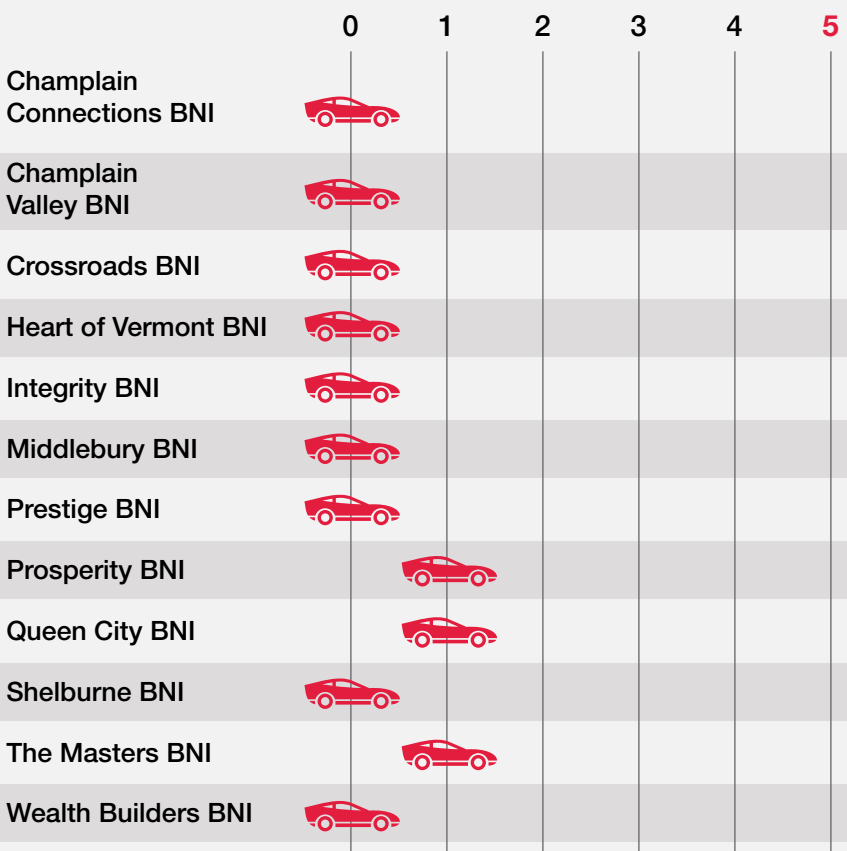 0 1 2 3 4 5
Champlain
Connections BNI
Champlain
Valley BNI
Crossroads BNI
Heart of Vermont BNI
Integrity BNI
Middlebury BNI
Prestige BNI
Prosperity BNI
Queen City BNI
Shelburne BNI
The Masters BNI
Wealth Builders BNI